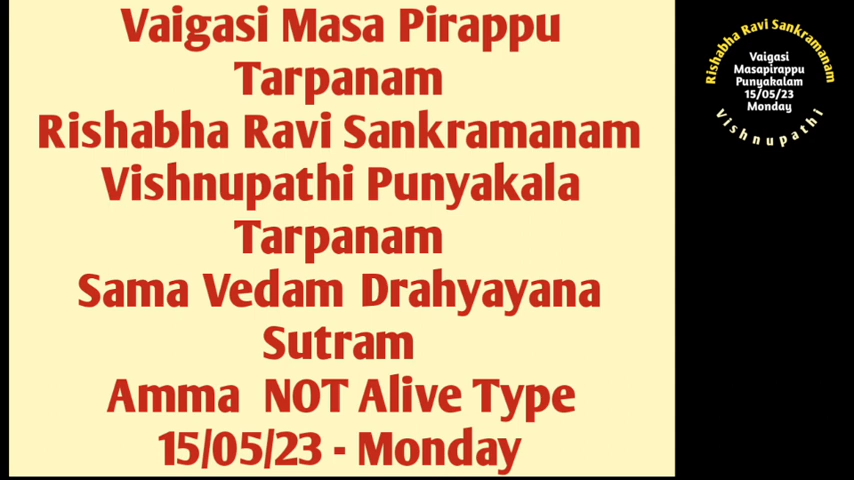 Vaigasi Masa Pirappu
Tarpanam
Rishabha Ravi Sankramanam
Vishnupathi Punyakala
Tarpanam
Sama Vedam Drahyayana
Sutram
Amma NOT Alive Type
15/05/23 - Monday
Rishabha Ravi Sankramanam
Vaigasi
Masapirappu
Punyakalam
15/05/23
Monday
Vishnupathi